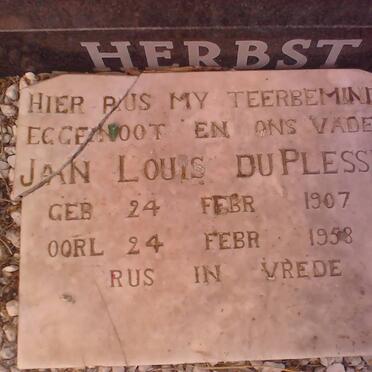 HERBST
HIER RUS MY TEERBEMIND
EGGENOOT EN ONS VADE
JAN LOUIS DU PLESS
GEB 24 FEBR 1907
OORL 24 FEBR 1958
RUS IN VREDE